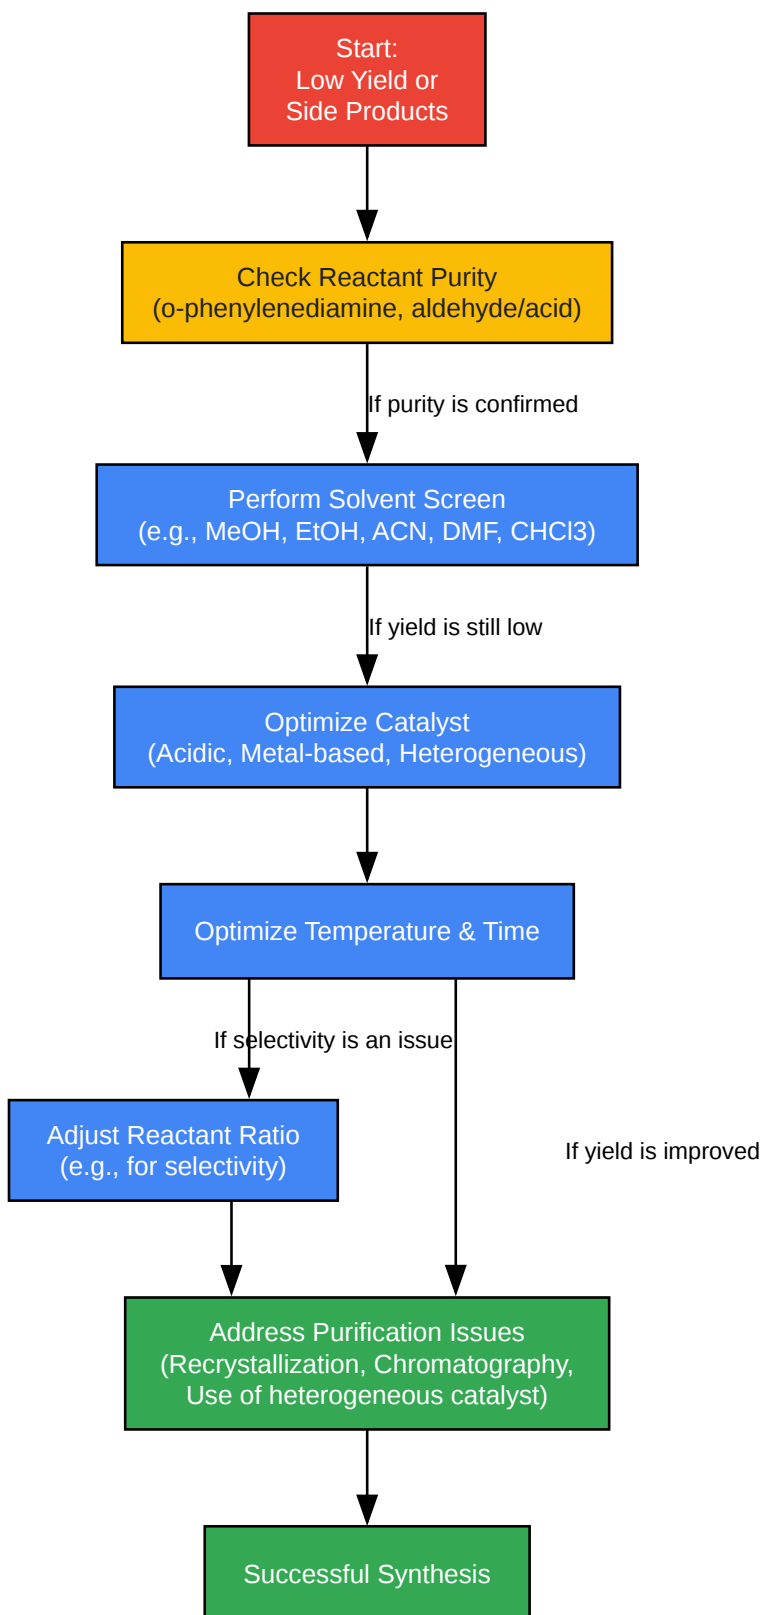 Start:
Low Yield or
Side Products
Check Reactant Purity
(o-phenylenediamine, aldehyde/acid)
If purity is confirmed
Perform Solvent Screen
(e.g., MeOH, EtOH, ACN, DMF, CHCl3)
If yield is still low
Optimize Catalyst
(Acidic, Metal-based, Heterogeneous)
Optimize Temperature & Time
If selectivity is an issue
Adjust Reactant Ratio
(e.g., for selectivity)
If yield is improved
Address Purification Issues
(Recrystallization, Chromatography,
Use of heterogeneous catalyst)
Successful Synthesis